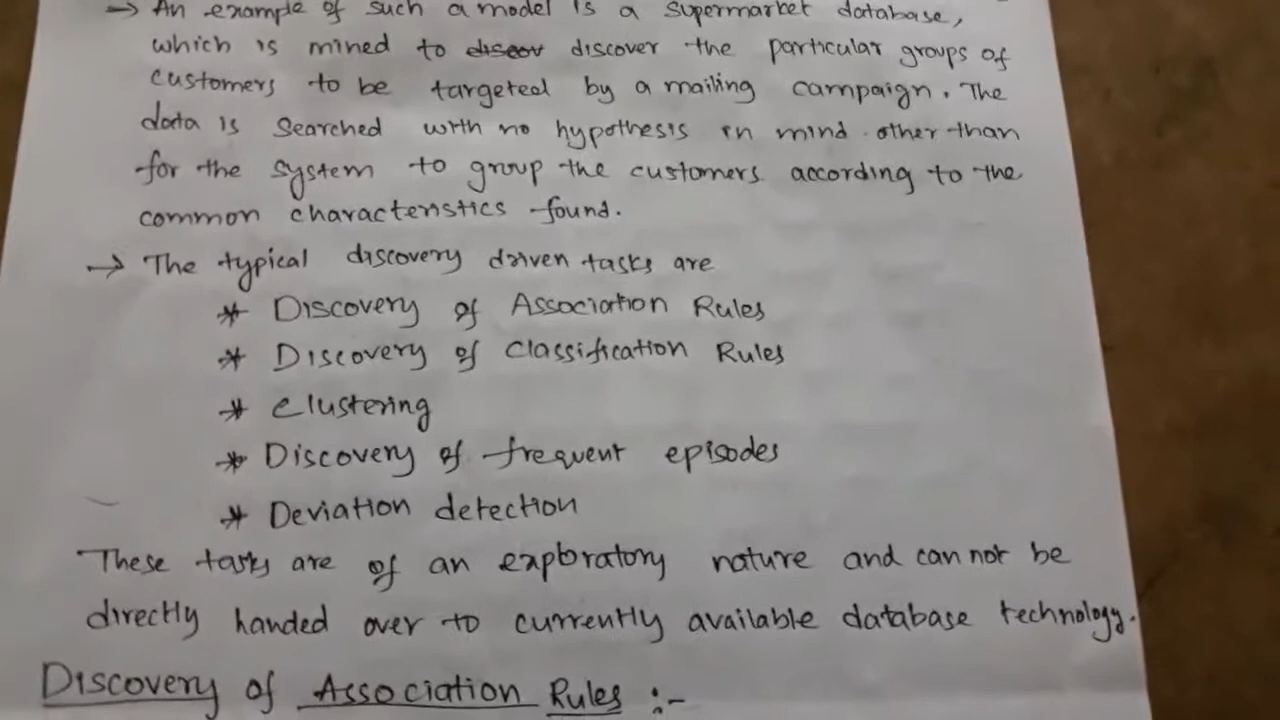 → An example of such a model is a supermarket database,
which is mined to discov discover the particular groups of
customers to be targeted by a mailing campaign. The
data is searched with no hypothesis in mind other than
for the system to group the customers according to the
common characteristics found.
→ The typical discovery driven tasks are
* Discovery of Association Rules
* Discovery of classification Rules
* Clustering
* Discovery of frequent episodes
* Deviation detection
These tasks are of an exploratory nature and can not be
directly handed over to currently available database technology.
Discovery of Association Rules :-